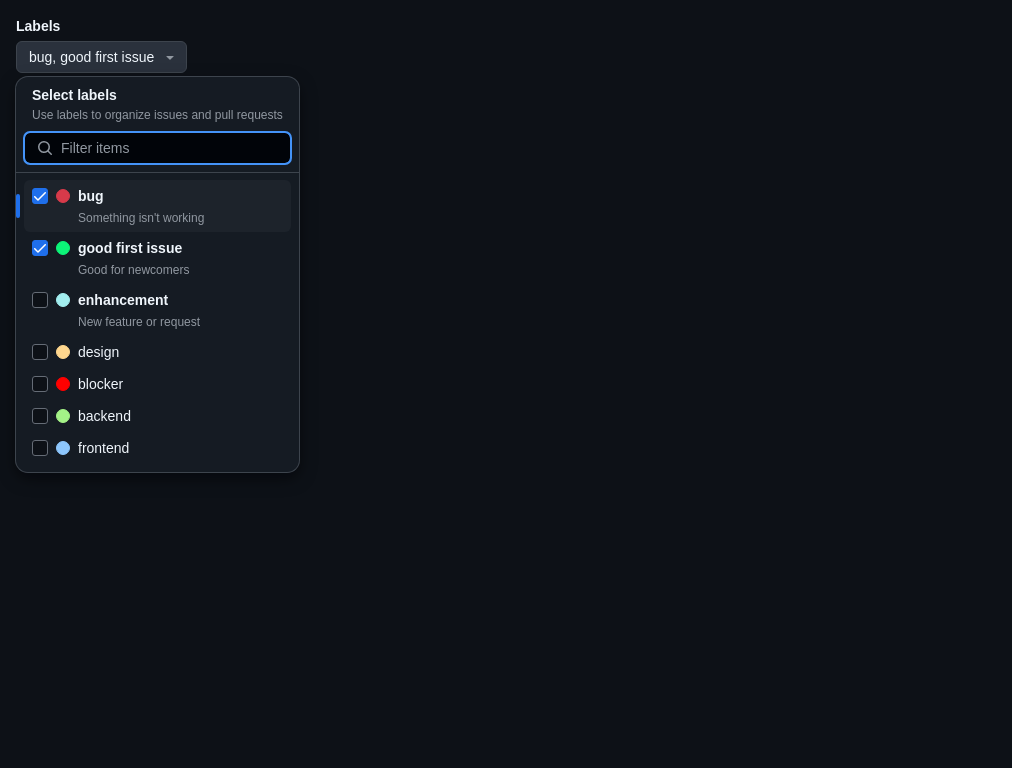 Labels
bug, good first issue
Select labels
Use labels to organize issues and pull requests
Filter items
bug
Something isn't working
good first issue
Good for newcomers
enhancement
New feature or request
design
blocker
backend
frontend